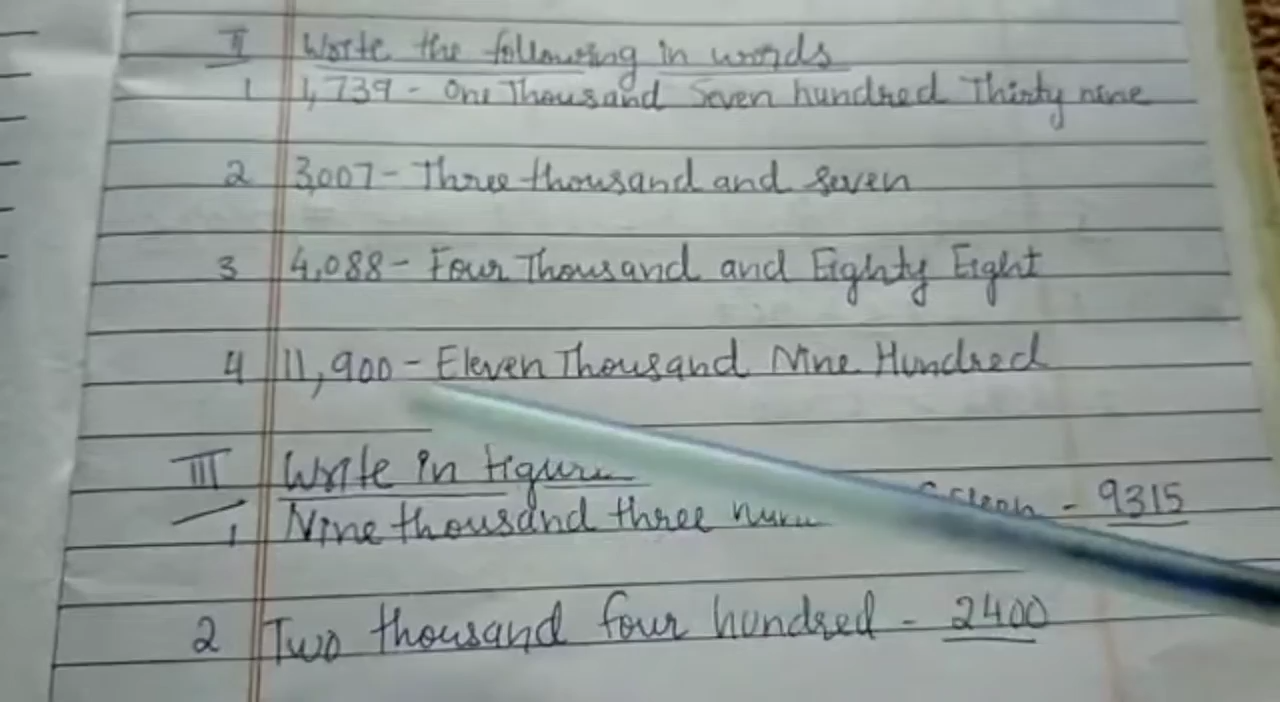 II Write the following in words
1 1,739 - One Thousand Seven hundred Thirty nine
2 3,007 - Three thousand and seven
3 4,088 - Four Thousand and Eighty Eight
4 11,900 - Eleven Thousand Nine Hundred
III Write in figure
1 Nine thousand three - 9315
2 Two thousand four hundred - 2400